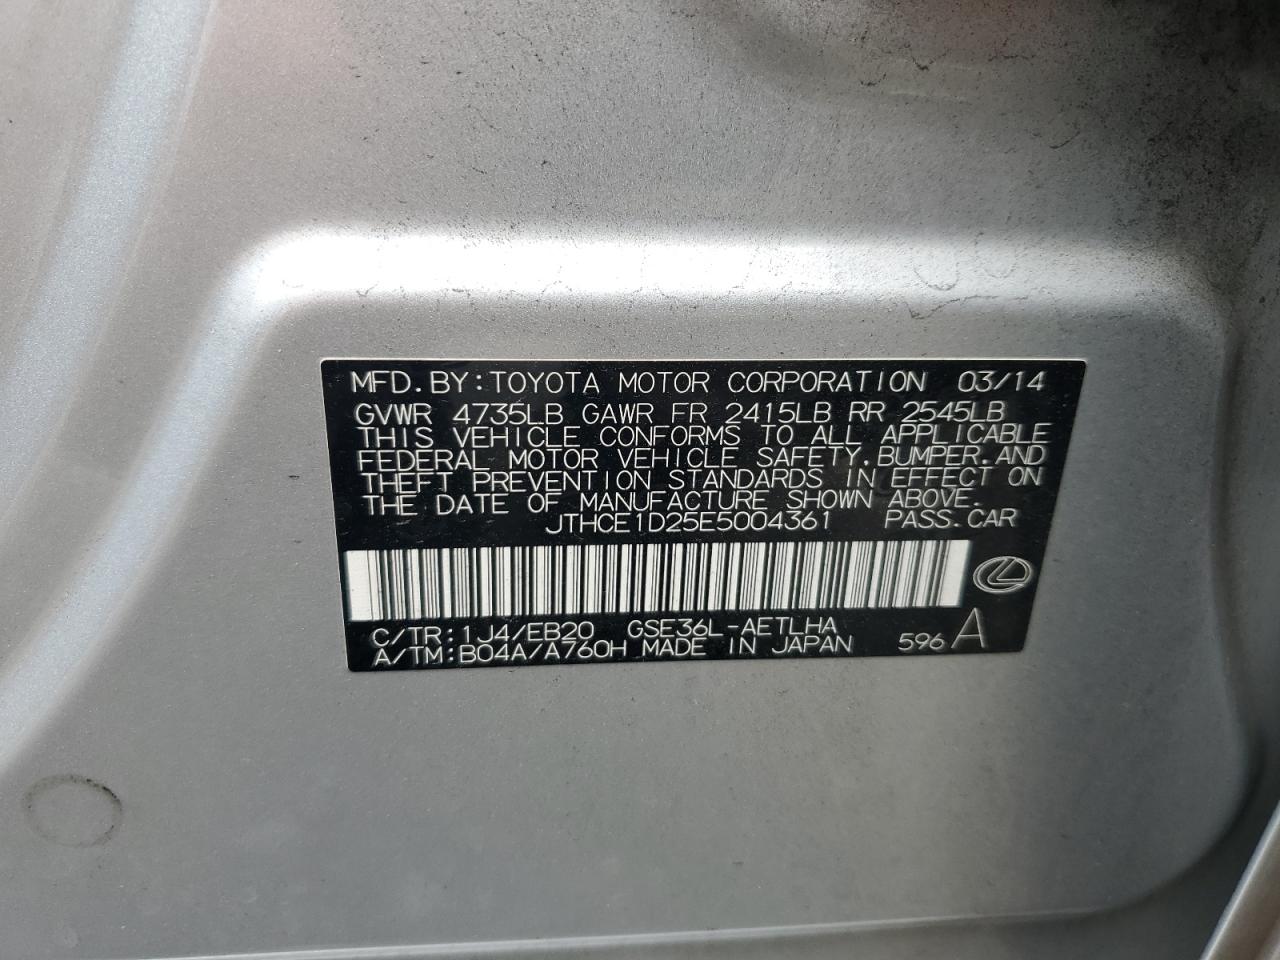 MFD.BY:TOYOTA MOTOR CORPORATION 03/14
GVWR 4735LB GAWR FR 2415LB RR 2545LB
THIS VEHICLE CONFORMS TO ALL APPLICABLE
FEDERAL MOTOR VEHICLE SAFETY,BUMPER,AND
THEFT PREVENTION STANDARDS IN EFFECT ON
THE DATE OF MANUFACTURE SHOWN ABOVE.
JTHCE1D25E5004361 PASS.CAR
C/TR:1J4/EB20 GSE36L-AETLHA
A/TM:B04A/A760H MADE IN JAPAN 596 A